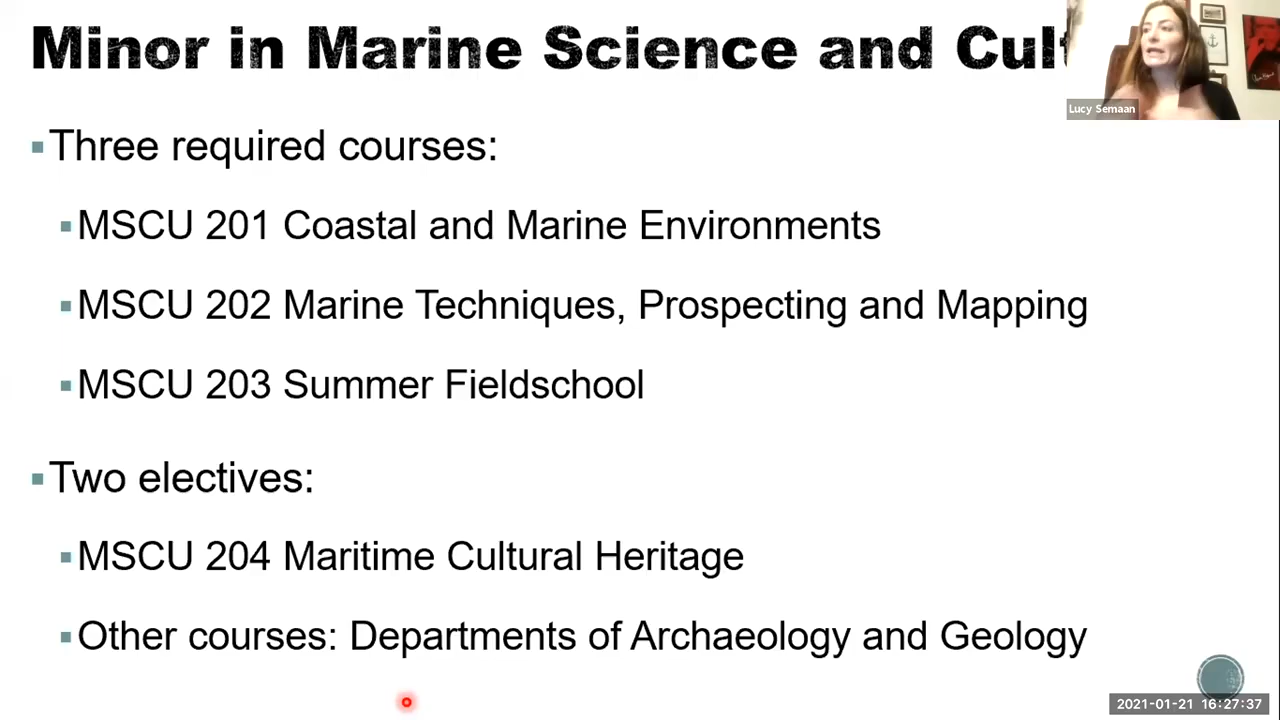 Minor in Marine Science and
Lucy Semaan
Three required courses:
MSCU 201 Coastal and Marine Environments
MSCU 202 Marine Techniques, Prospecting and Mapping
MSCU 203 Summer Fieldschool
Two electives:
MSCU 204 Maritime Cultural Heritage
Other courses: Departments of Archaeology and Geology
2021-01-21 16:27:37